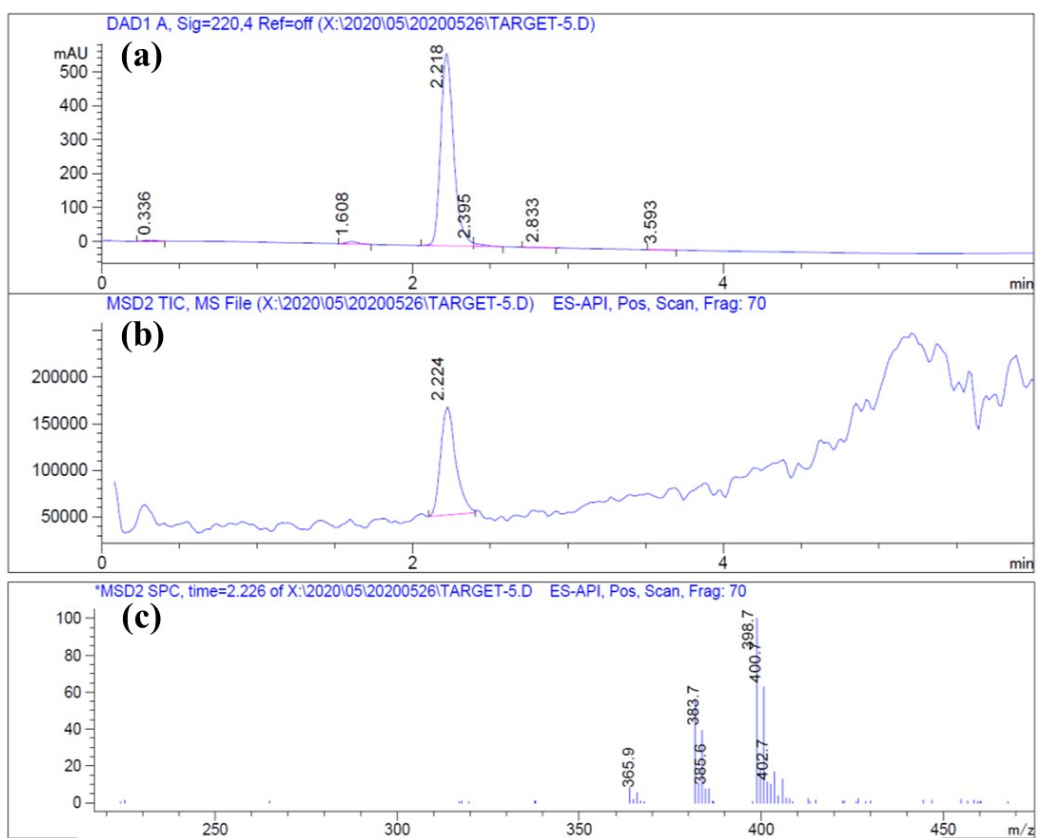 DAD1 A, Sig=220,4 Ref=off (X:\2020\05\20200526\TARGET-5.D)
mAU
(a)
500
400
300
200
100
0
0.336
1.608
2.218
2.395
2.833
3.593
0 2 4 min
MSD2 TIC, MS File (X:\2020\05\20200526\TARGET-5.D) ES-API, Pos, Scan, Frag: 70
(b)
200000
150000
100000
50000
2.224
0 2 4 min
*MSD2 SPC, time=2.226 of X:\2020\05\20200526\TARGET-5.D ES-API, Pos, Scan, Frag: 70
(c)
100
80
60
40
20
0
365.9
383.7
385.6
398.7
400.7
402.7
250 300 350 400 450 m/z